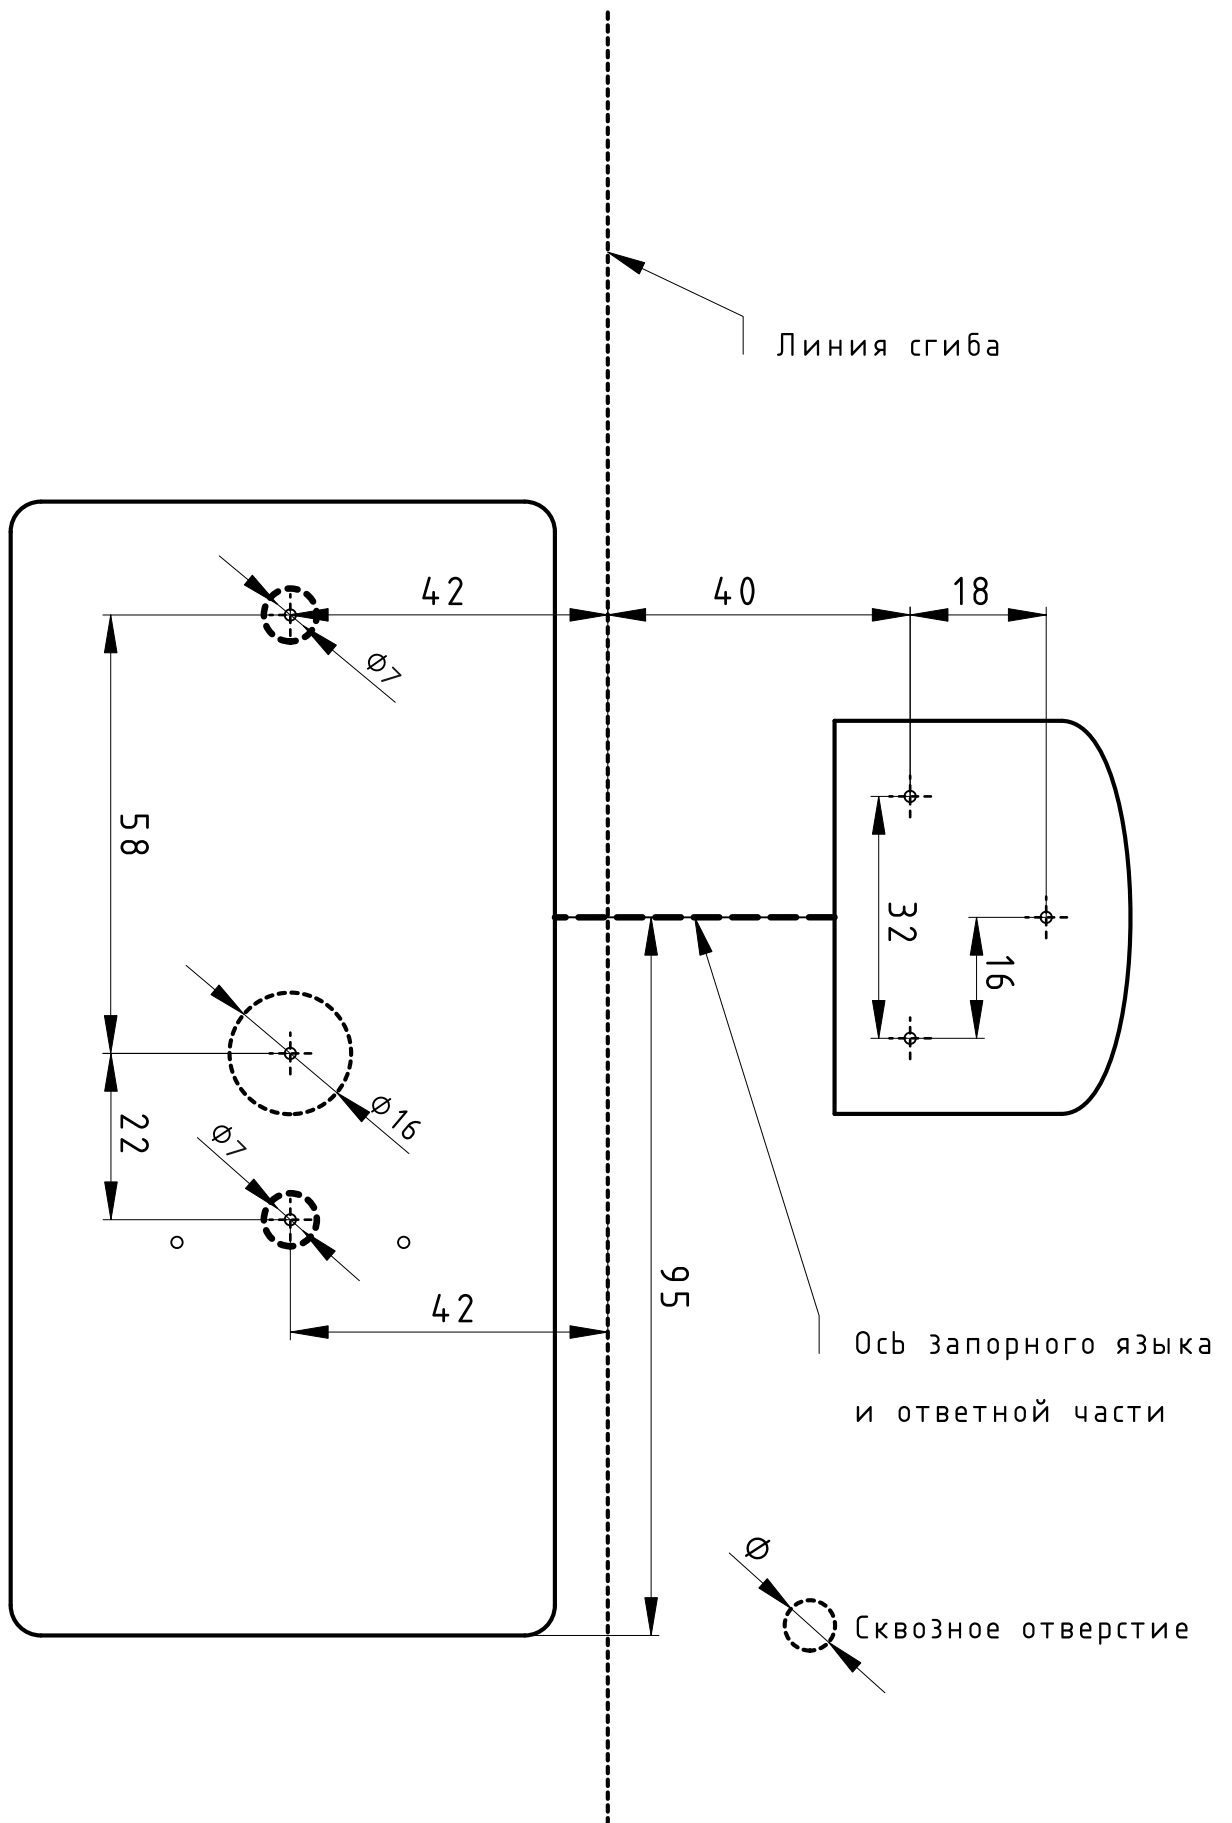 Линия сгиба
42
40
18
Ø7
58
32
16
Ø16
22
Ø7
95
42
Ось запорного языка
и ответной части
Ø
Сквозное отверстие